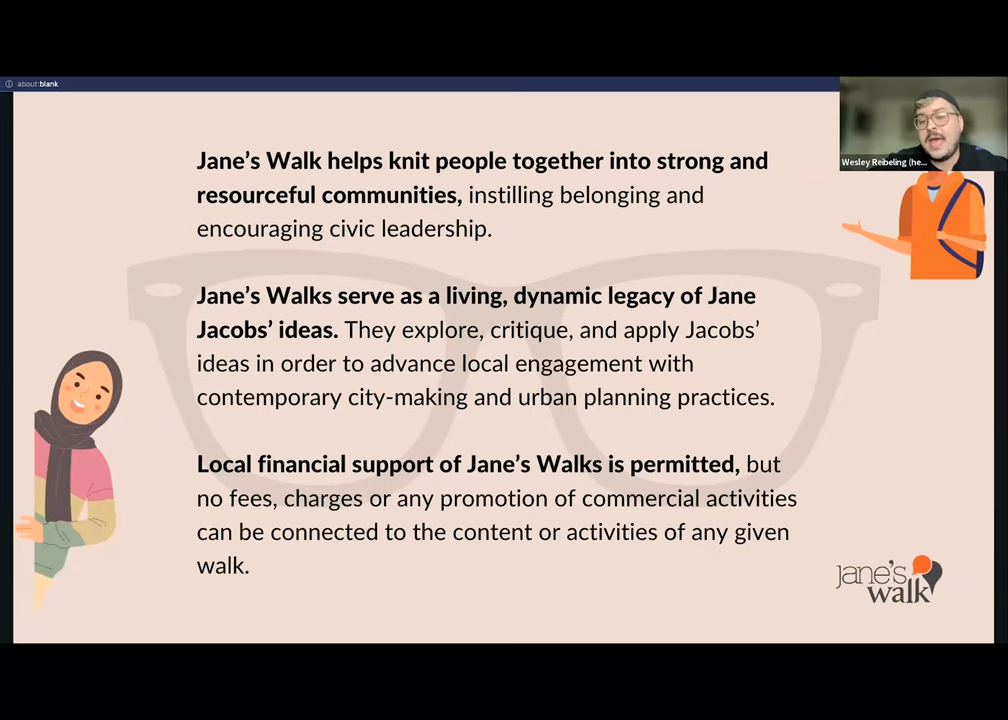 about:blank
Jane’s Walk helps knit people together into strong and
resourceful communities, instilling belonging and
encouraging civic leadership.
Jane’s Walks serve as a living, dynamic legacy of Jane
Jacobs’ ideas. They explore, critique, and apply Jacobs’
ideas in order to advance local engagement with
contemporary city-making and urban planning practices.
Local financial support of Jane’s Walks is permitted, but
no fees, charges or any promotion of commercial activities
can be connected to the content or activities of any given
walk.
Wesley Reibeling (he...
jane’s
walk